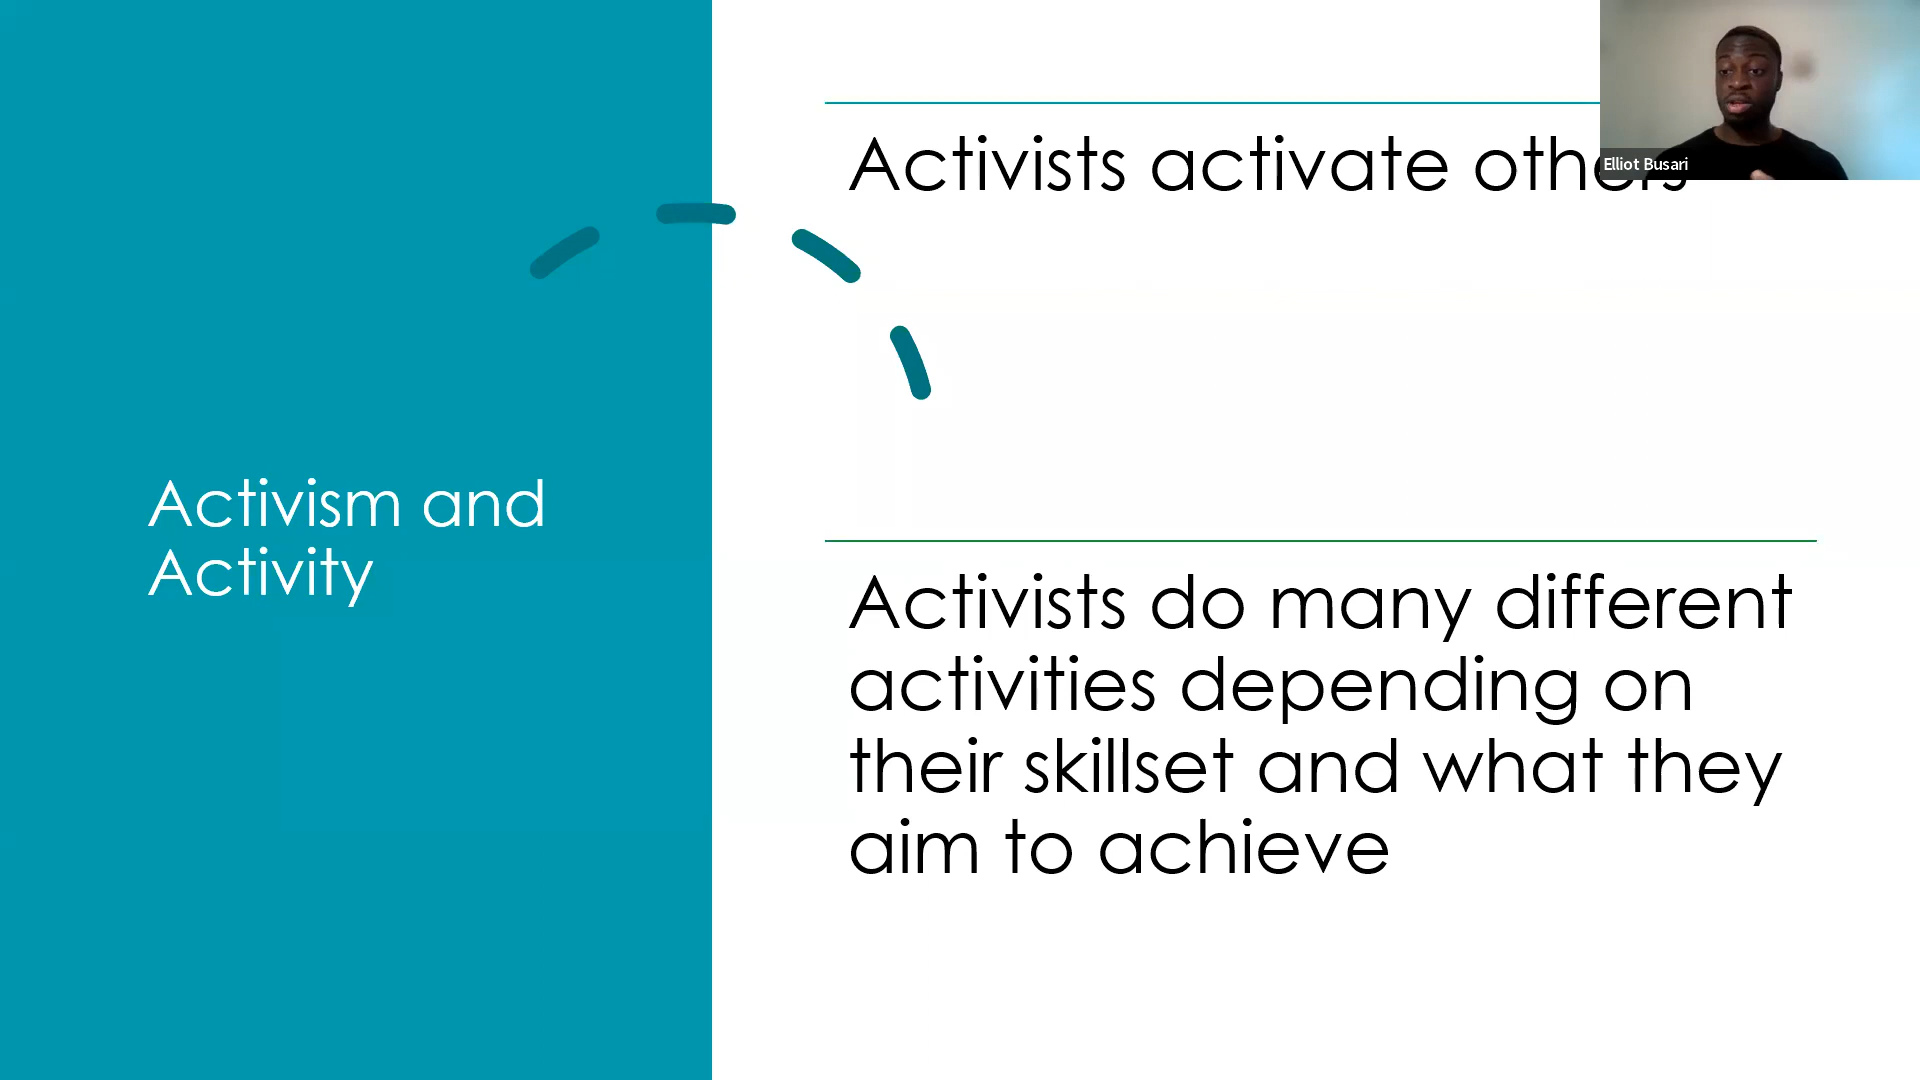 Activism and
Activity
Activists activate others
Elliot Busari
Activists do many different
activities depending on
their skillset and what they
aim to achieve